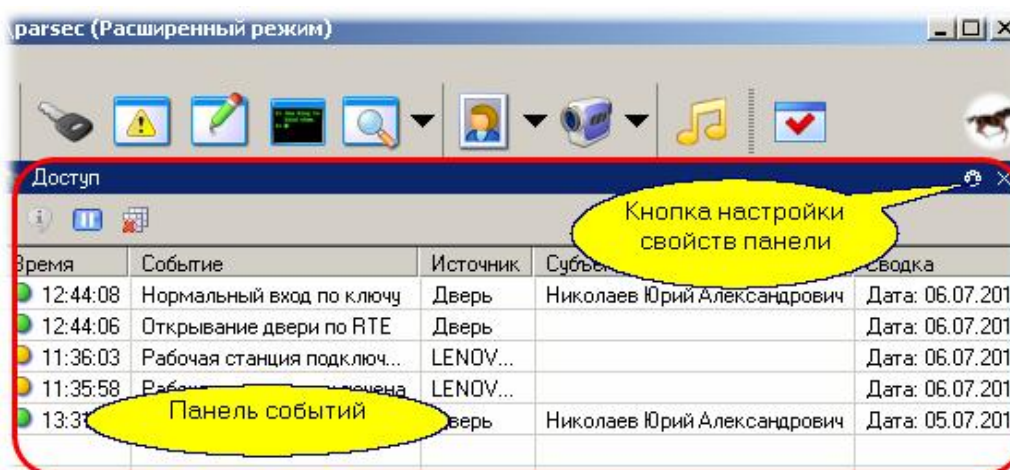 \parsec (Расширенный режим)
Доступ
Кнопка настройки
свойств панели
Время Событие Источник Сводка
12:44:08 Нормальный вход по ключу Дверь Николаев Юрий Александрович Дата: 06.07.201
12:44:06 Открывание двери по RTE Дверь Дата: 06.07.201
11:36:03 Рабочая станция подключ... LENOV... Дата: 06.07.201
11:35:58 LENOV... Дата: 06.07.201
Панель событий
Дверь Николаев Юрий Александрович Дата: 05.07.201